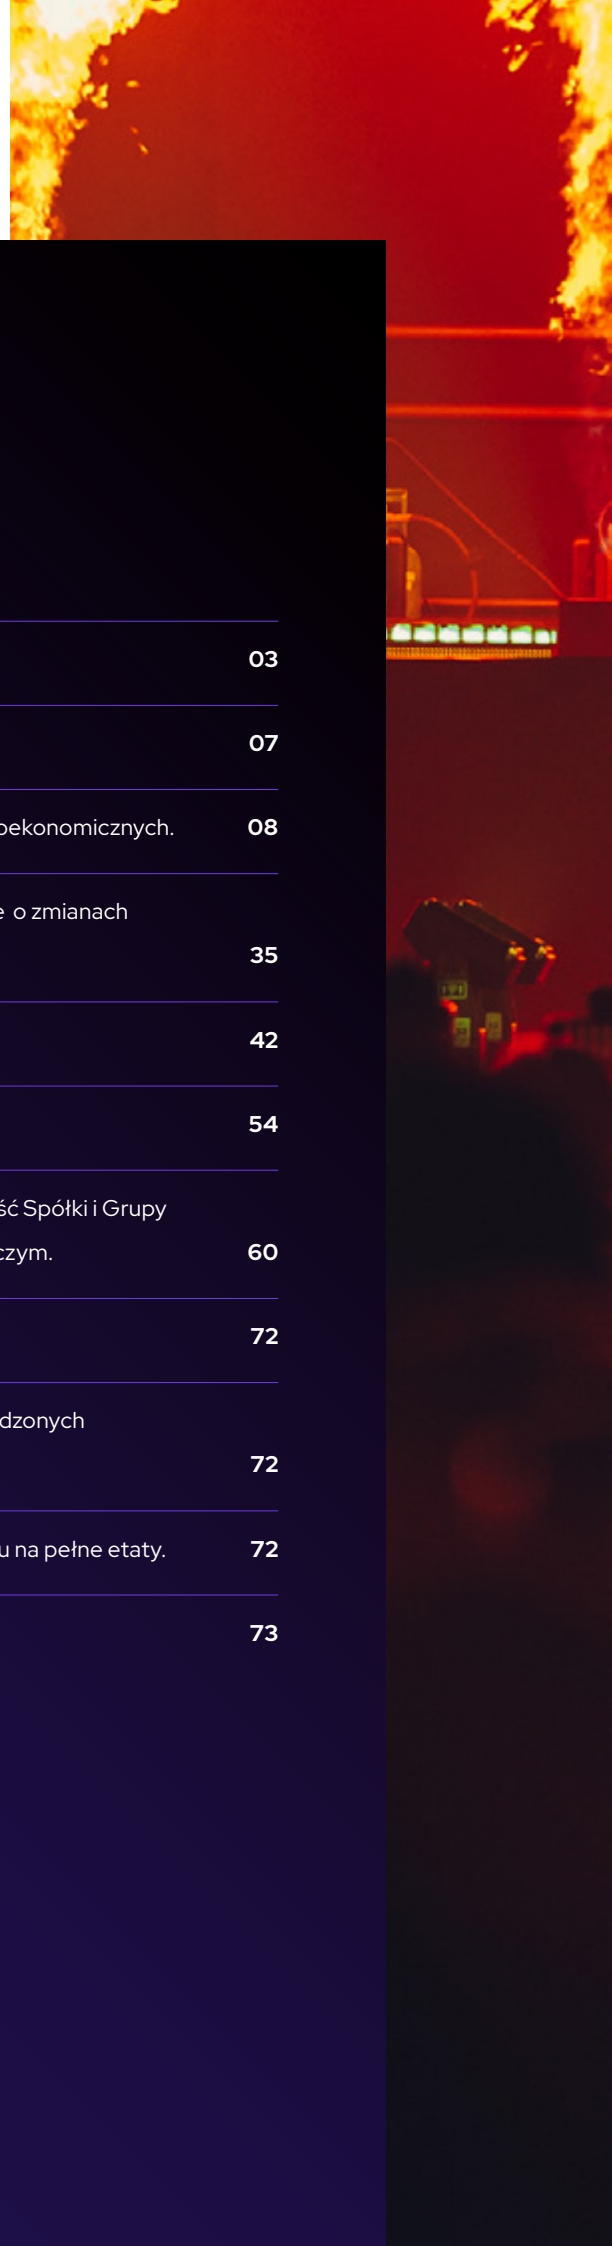 03
07
oekonomicznych. 08
o zmianach
35
42
54
ść Spółki i Grupy
czym. 60
72
dzonych
72
u na pełne etaty. 72
73